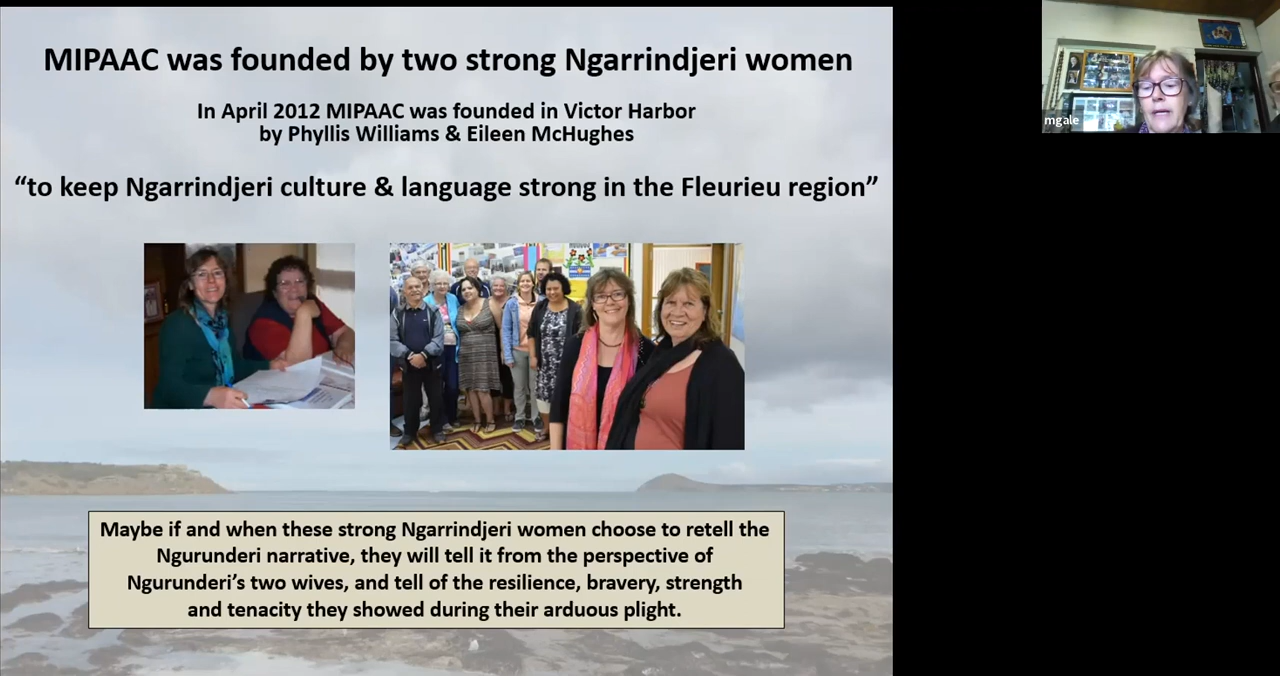 MIPAAC was founded by two strong Ngarrindjeri women
In April 2012 MIPAAC was founded in Victor Harbor
by Phyllis Williams & Eileen McHughes
“to keep Ngarrindjeri culture & language strong in the Fleurieu region”
Maybe if and when these strong Ngarrindjeri women choose to retell the
Ngurunderi narrative, they will tell it from the perspective of
Ngurunderi’s two wives, and tell of the resilience, bravery, strength
and tenacity they showed during their arduous plight.
mgale